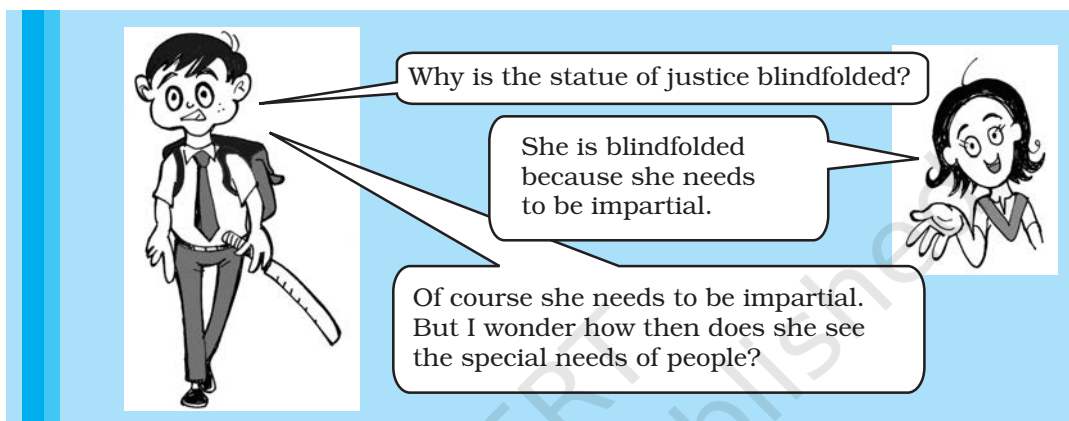 Why is the statue of justice blindfolded?
She is blindfolded
because she needs
to be impartial.
Of course she needs to be impartial.
But I wonder how then does she see
the special needs of people?